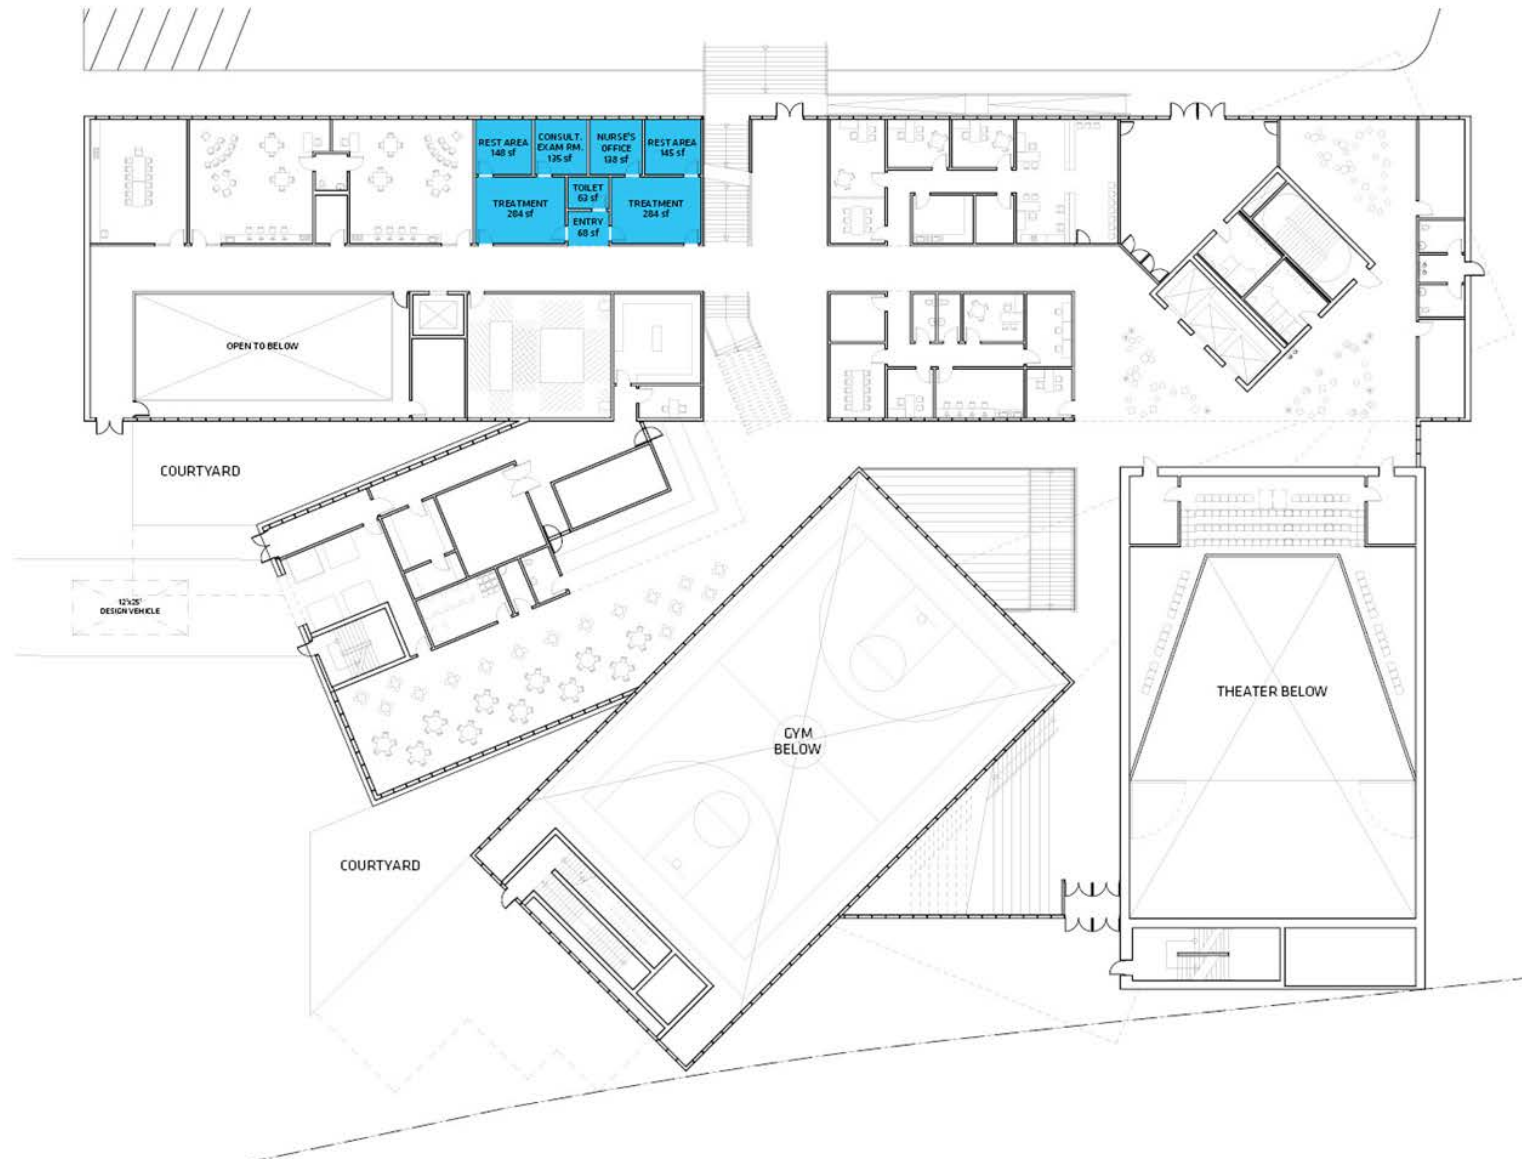 REST AREA
148 sf
CONSULT.
EXAM RM.
135 sf
NURSE'S
OFFICE
138 sf
REST AREA
145 sf
TREATMENT
284 sf
TOILET
63 sf
ENTRY
68 sf
TREATMENT
284 sf
OPEN TO BELOW
COURTYARD
12'x25'
DESIGN VEHICLE
THEATER BELOW
GYM
BELOW
COURTYARD